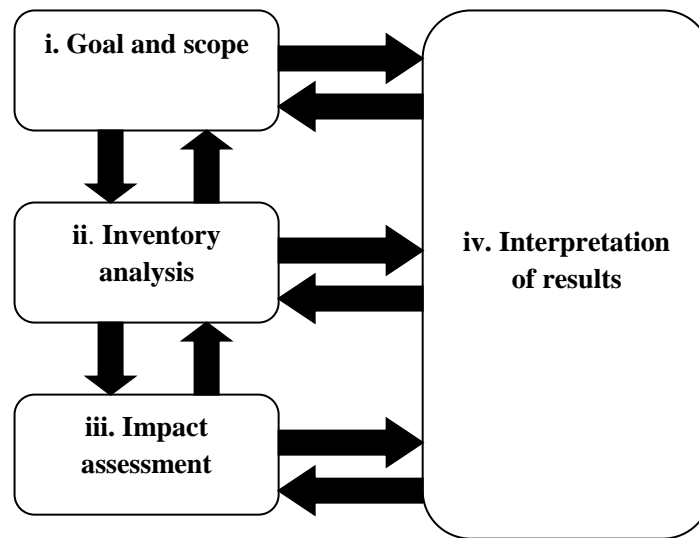 i. Goal and scope
ii. Inventory
analysis
iii. Impact
assessment
iv. Interpretation
of results